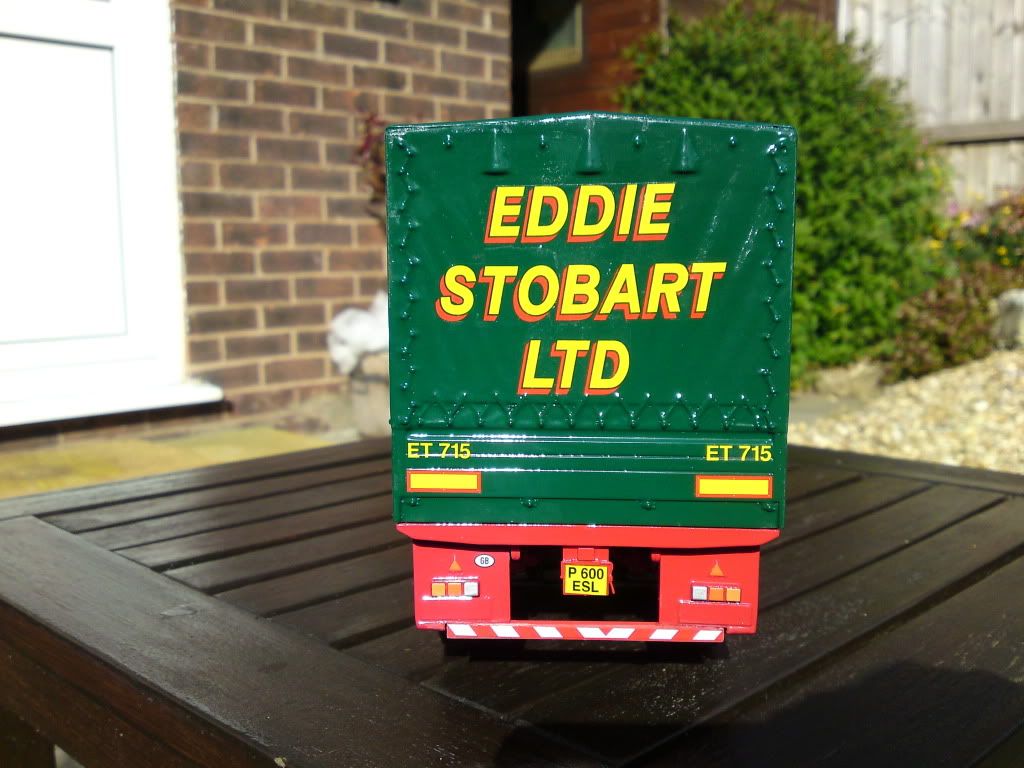 EDDIE
STOBART
LTD
ET 715 ET 715
GB
P 600
ESL